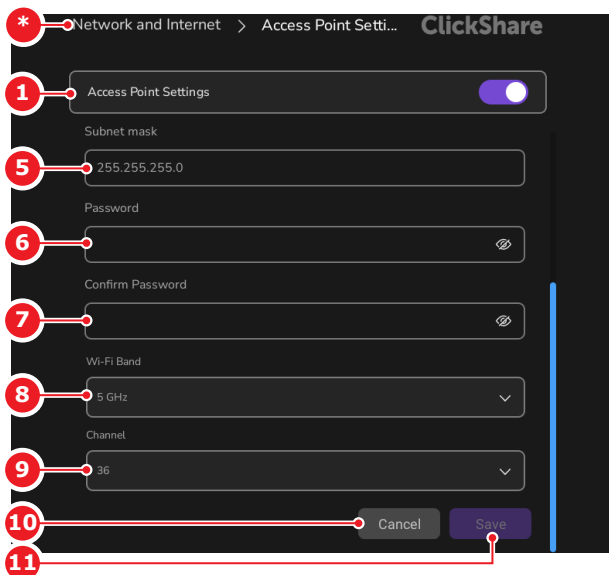 * Network and Internet > Access Point Setti... ClickShare
1 Access Point Settings
Subnet mask
5 255.255.255.0
Password
6
Confirm Password
7
Wi-Fi Band
8 5 GHz
Channel
9 36
10 Cancel Save
11